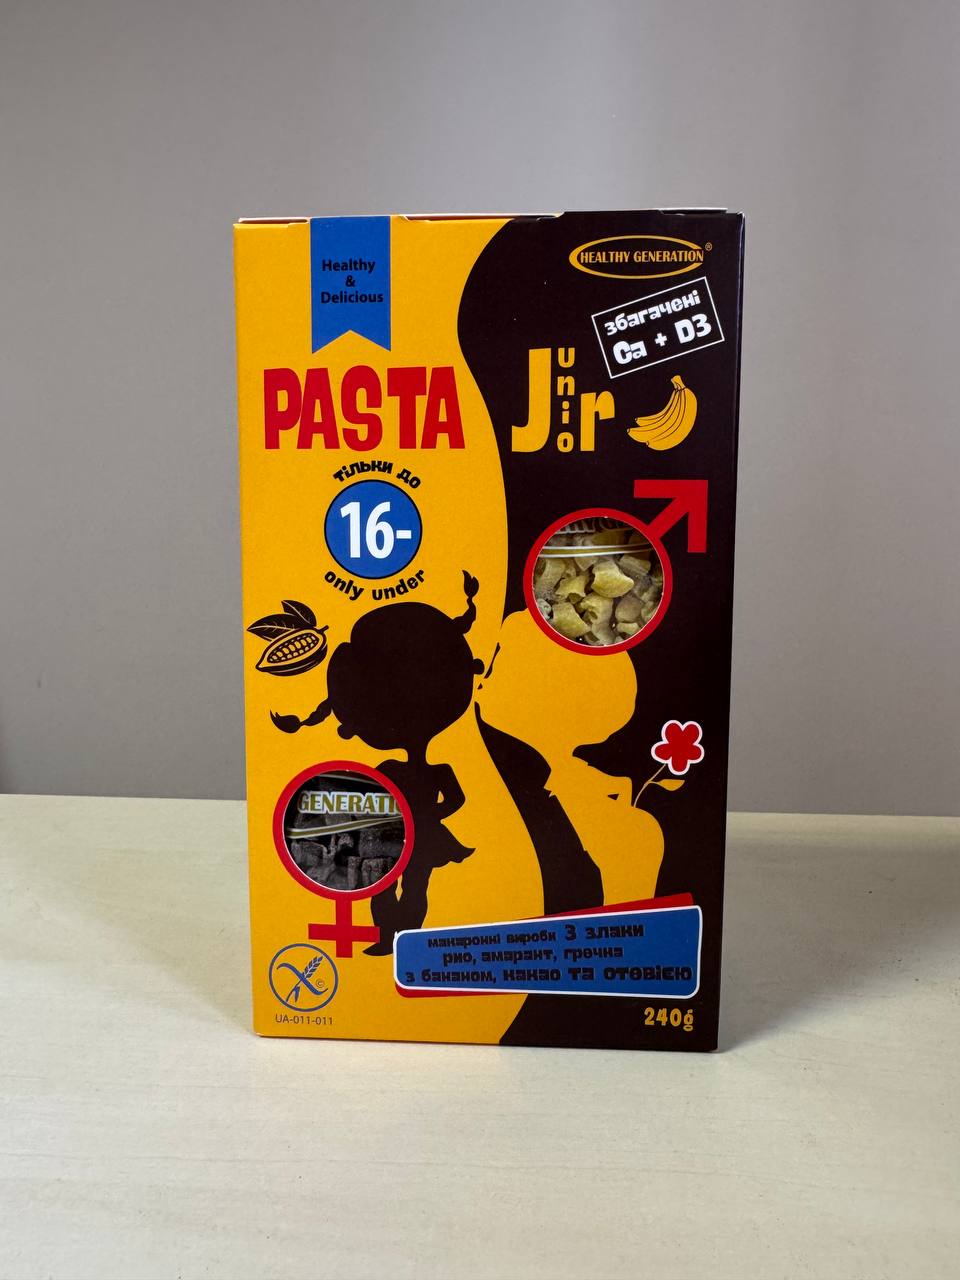 Healthy
&
Delicious
HEALTHY GENERATION®
збагачені
Ca + D3
PASTA
Junior
тільки до
16-
only under
GENERATI
макаронні вироби 3 злаки
рис, амарант, гречка
з бананом, какао та стевією
UA-011-011
240g